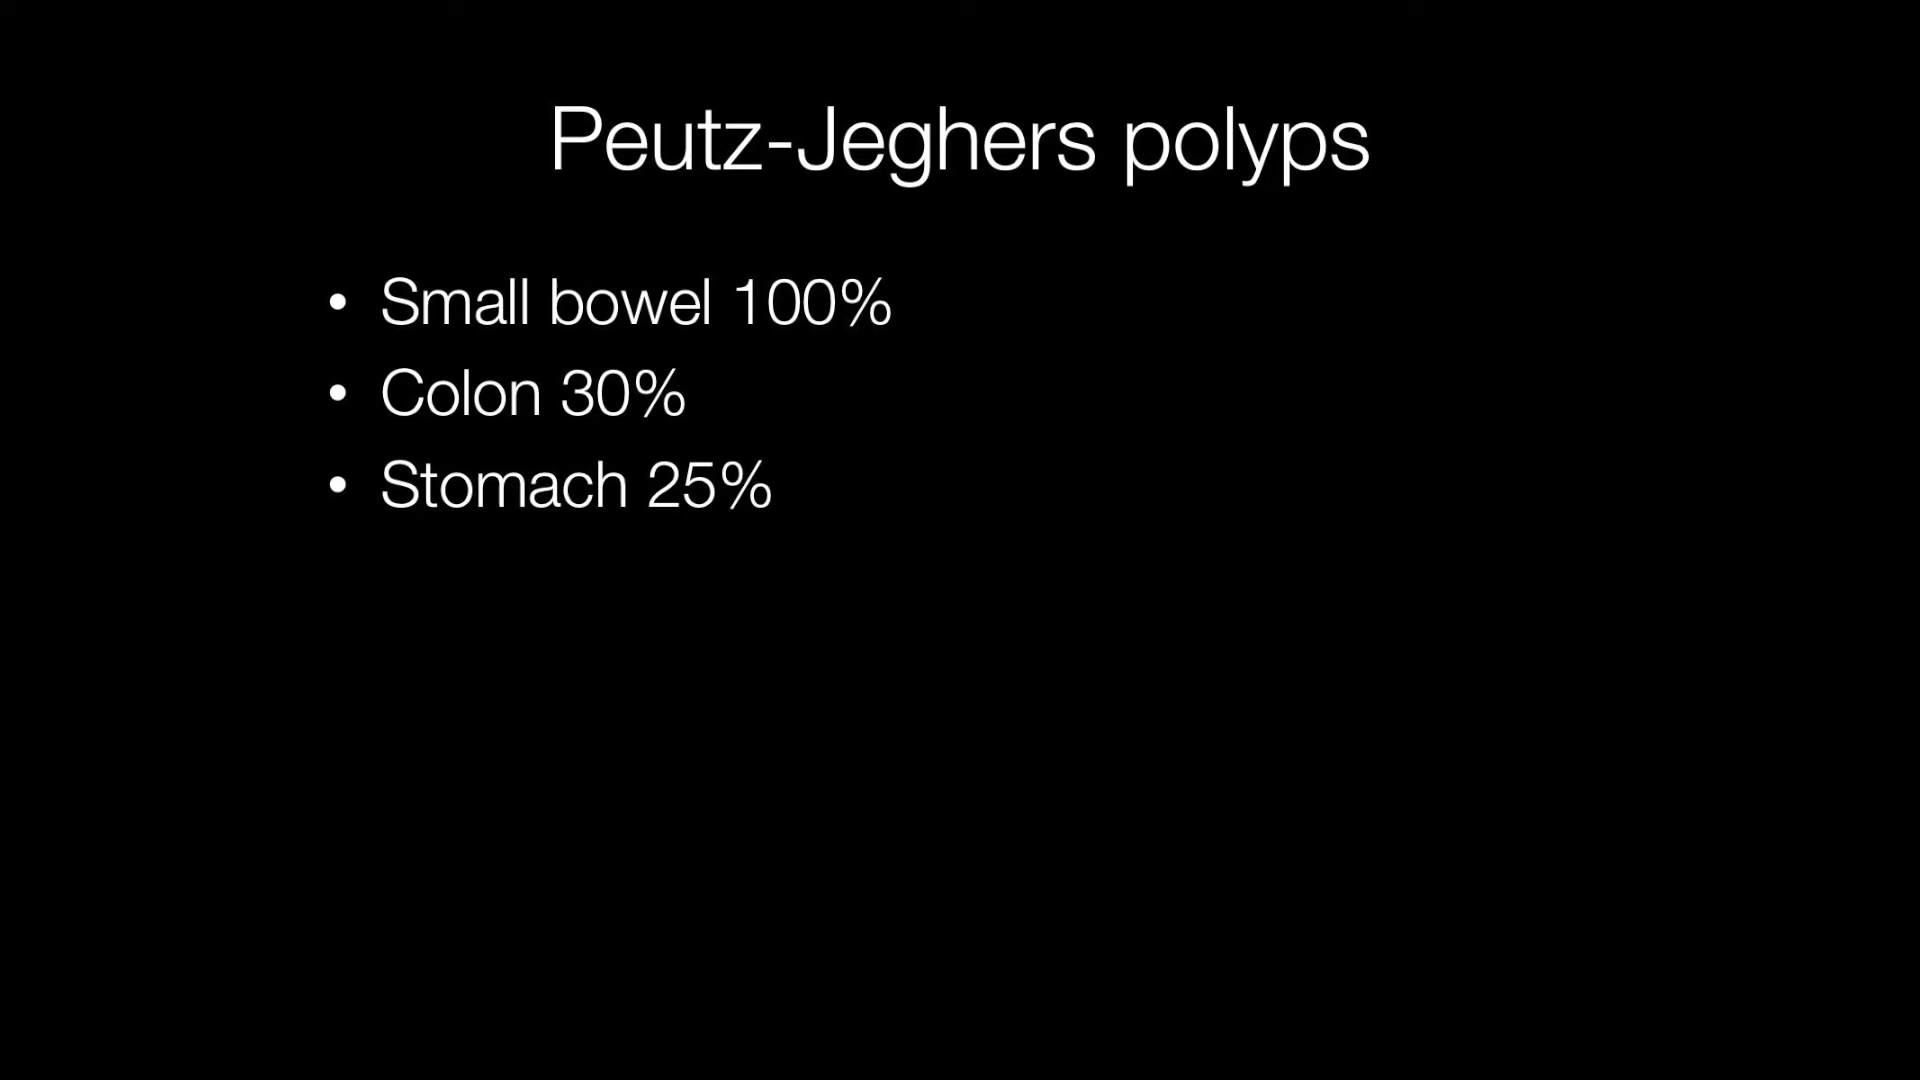 Peutz-Jeghers polyps
• Small bowel 100%
• Colon 30%
• Stomach 25%